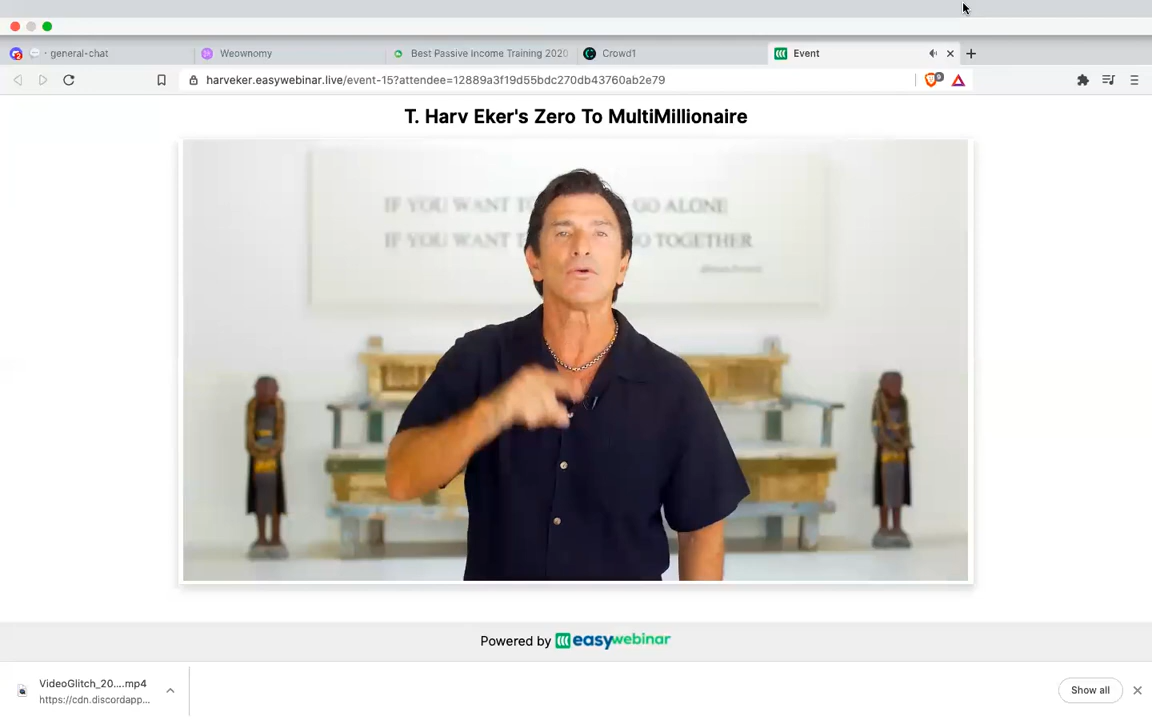 general-chat
Weownomy
Best Passive Income Training 2020
Crowd1
Event
harveker.easywebinar.live/event-15?attendee=12889a3f19d55bdc270db43760ab2e79
T. Harv Eker's Zero To MultiMillionaire
IF YOU WANT GO ALONE
IF YOU WANT TOGETHER
Powered by easywebinar
VideoGlitch_20....mp4
https://cdn.discordapp...
Show all